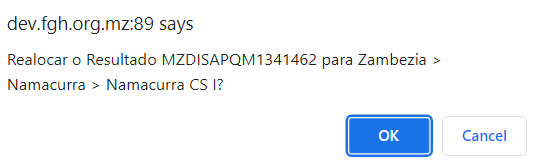 dev.fgh.org.mz:89 says
Realocar o Resultado MZDISAPQM1341462 para Zambezia >
Namacurra > Namacurra CS I?
OK
Cancel